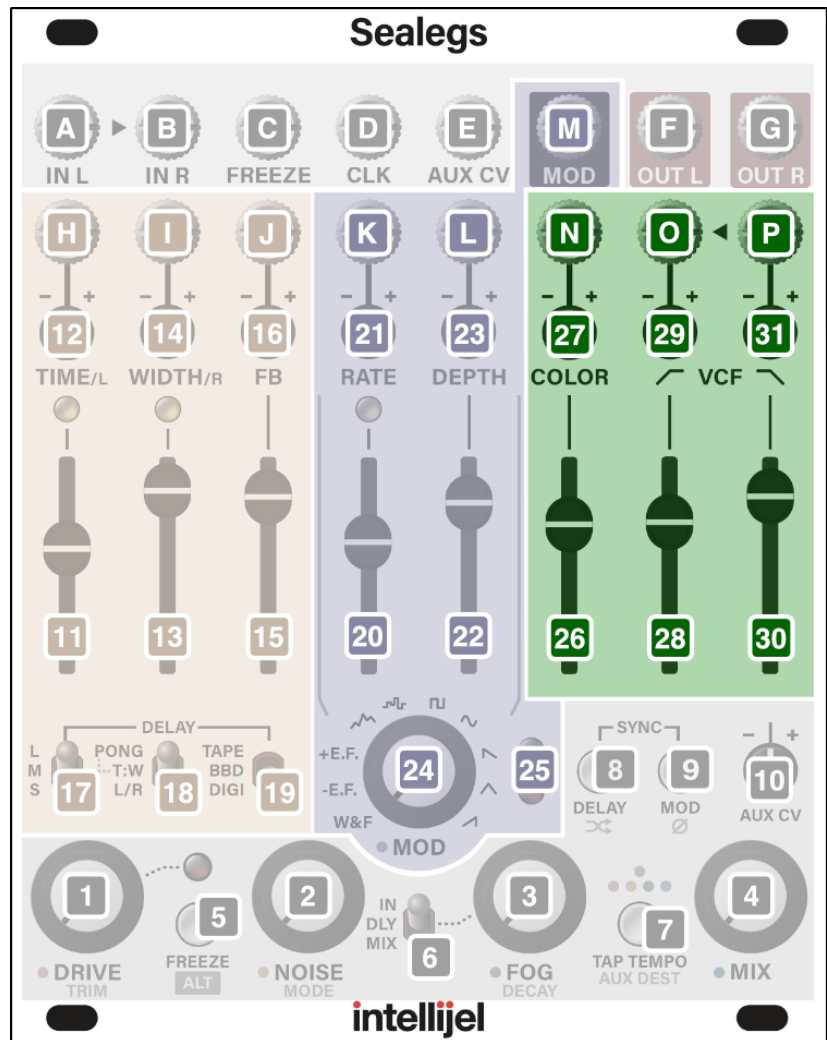 Sealegs
A B C D E M F G
IN L IN R FREEZE CLK AUX CV MOD OUT L OUT R
H I J K L N O P
- + - + - + - + - + - + - +
12 14 16 21 23 27 29 31
TIME/L WIDTH/R FB RATE DEPTH COLOR VCF
11 13 15 20 22 26 28 30
DELAY
L
M
S
17
PONG
T:W
L/R
18
TAPE
BBD
DIGI
19
+E.F.
-E.F.
W&F
24
25
MOD
SYNC
8 9
DELAY MOD
Ø
- +
10
AUX CV
1
DRIVE
TRIM
5
FREEZE
ALT
2
NOISE
MODE
IN
DLY
MIX
6
3
FOG
DECAY
7
TAP TEMPO
AUX DEST
4
MIX
intellijel